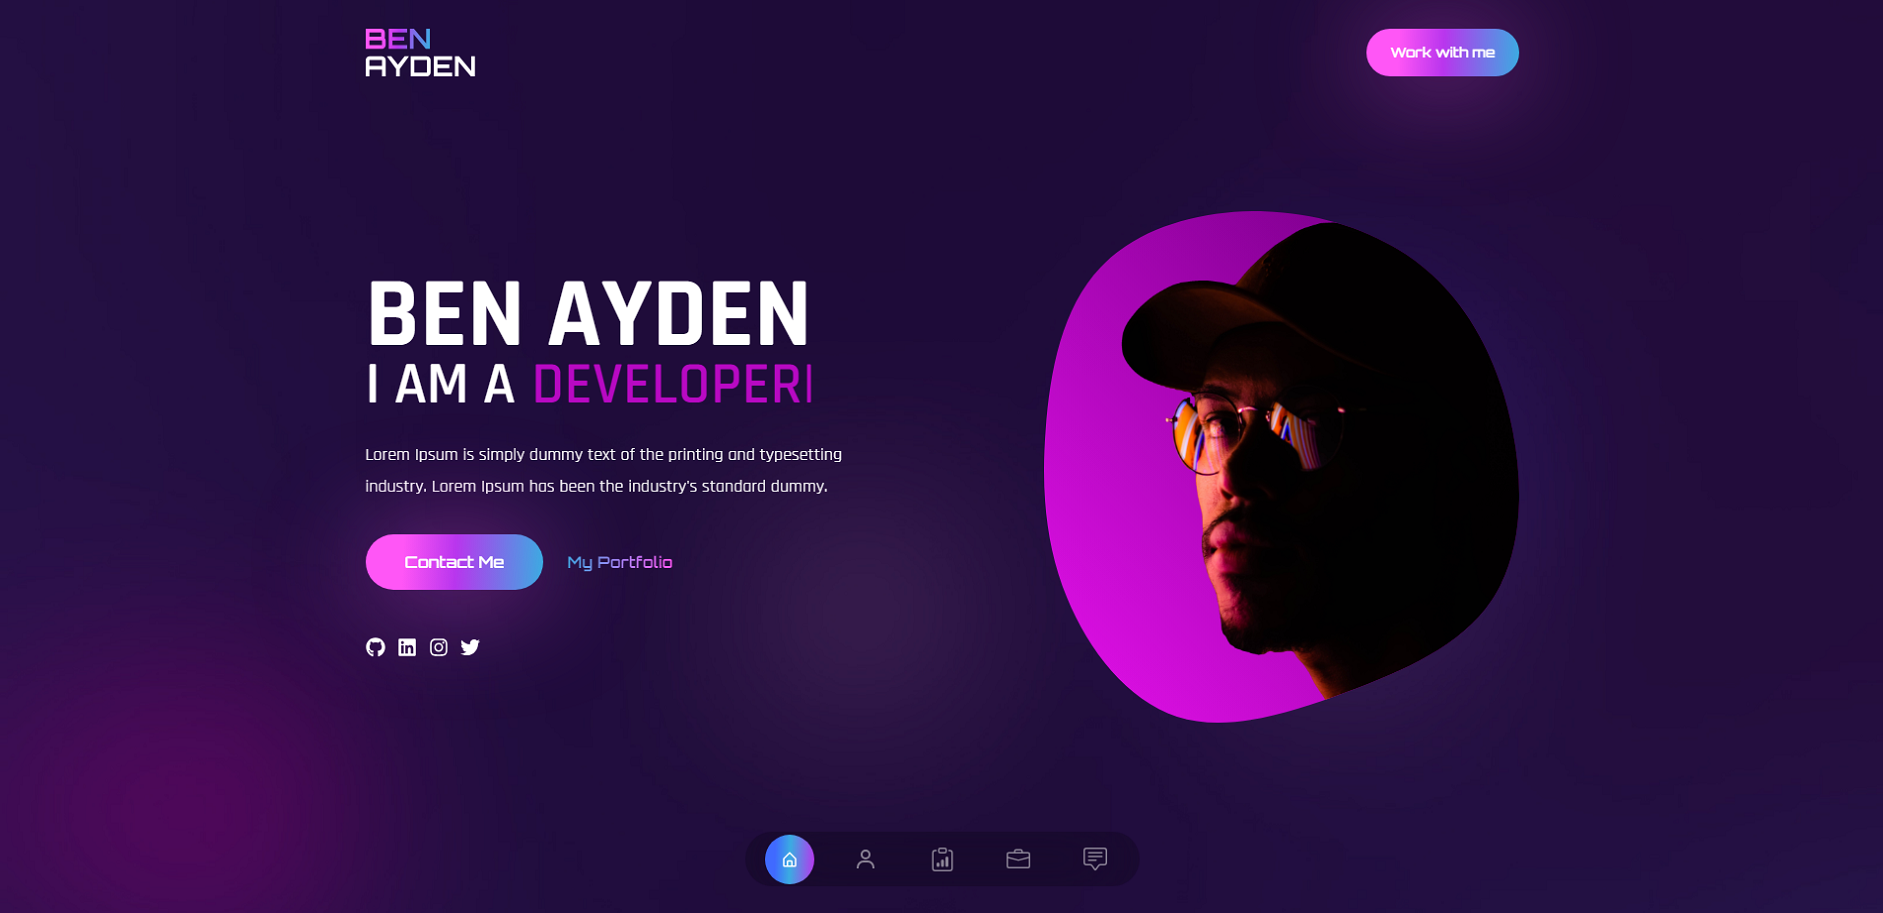 BEN
AYDEN
Work with me
BEN AYDEN
I AM A DEVELOPER|
Lorem Ipsum is simply dummy text of the printing and typesetting
industry. Lorem Ipsum has been the industry's standard dummy.
Contact Me
My Portfolio